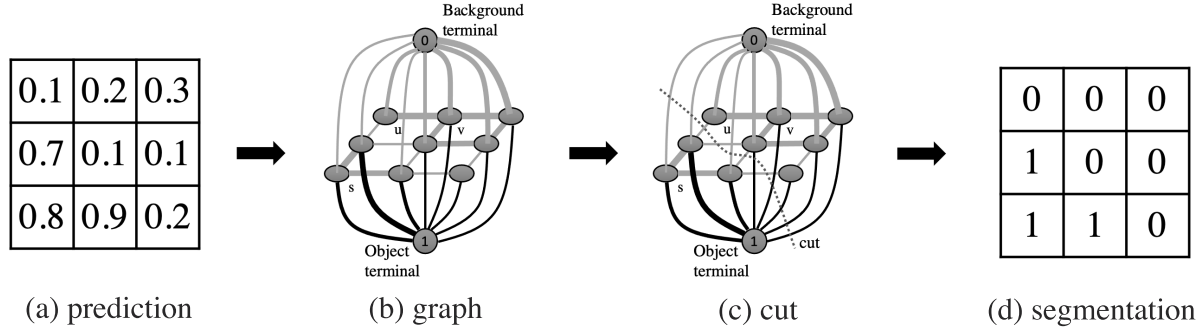 0.1 0.2 0.3
0.7 0.1 0.1
0.8 0.9 0.2
(a) prediction
Background
terminal
0
u
v
s
1
Object
terminal
(b) graph
Background
terminal
0
u
v
s
1
cut
Object
terminal
(c) cut
0 0 0
1 0 0
1 1 0
(d) segmentation